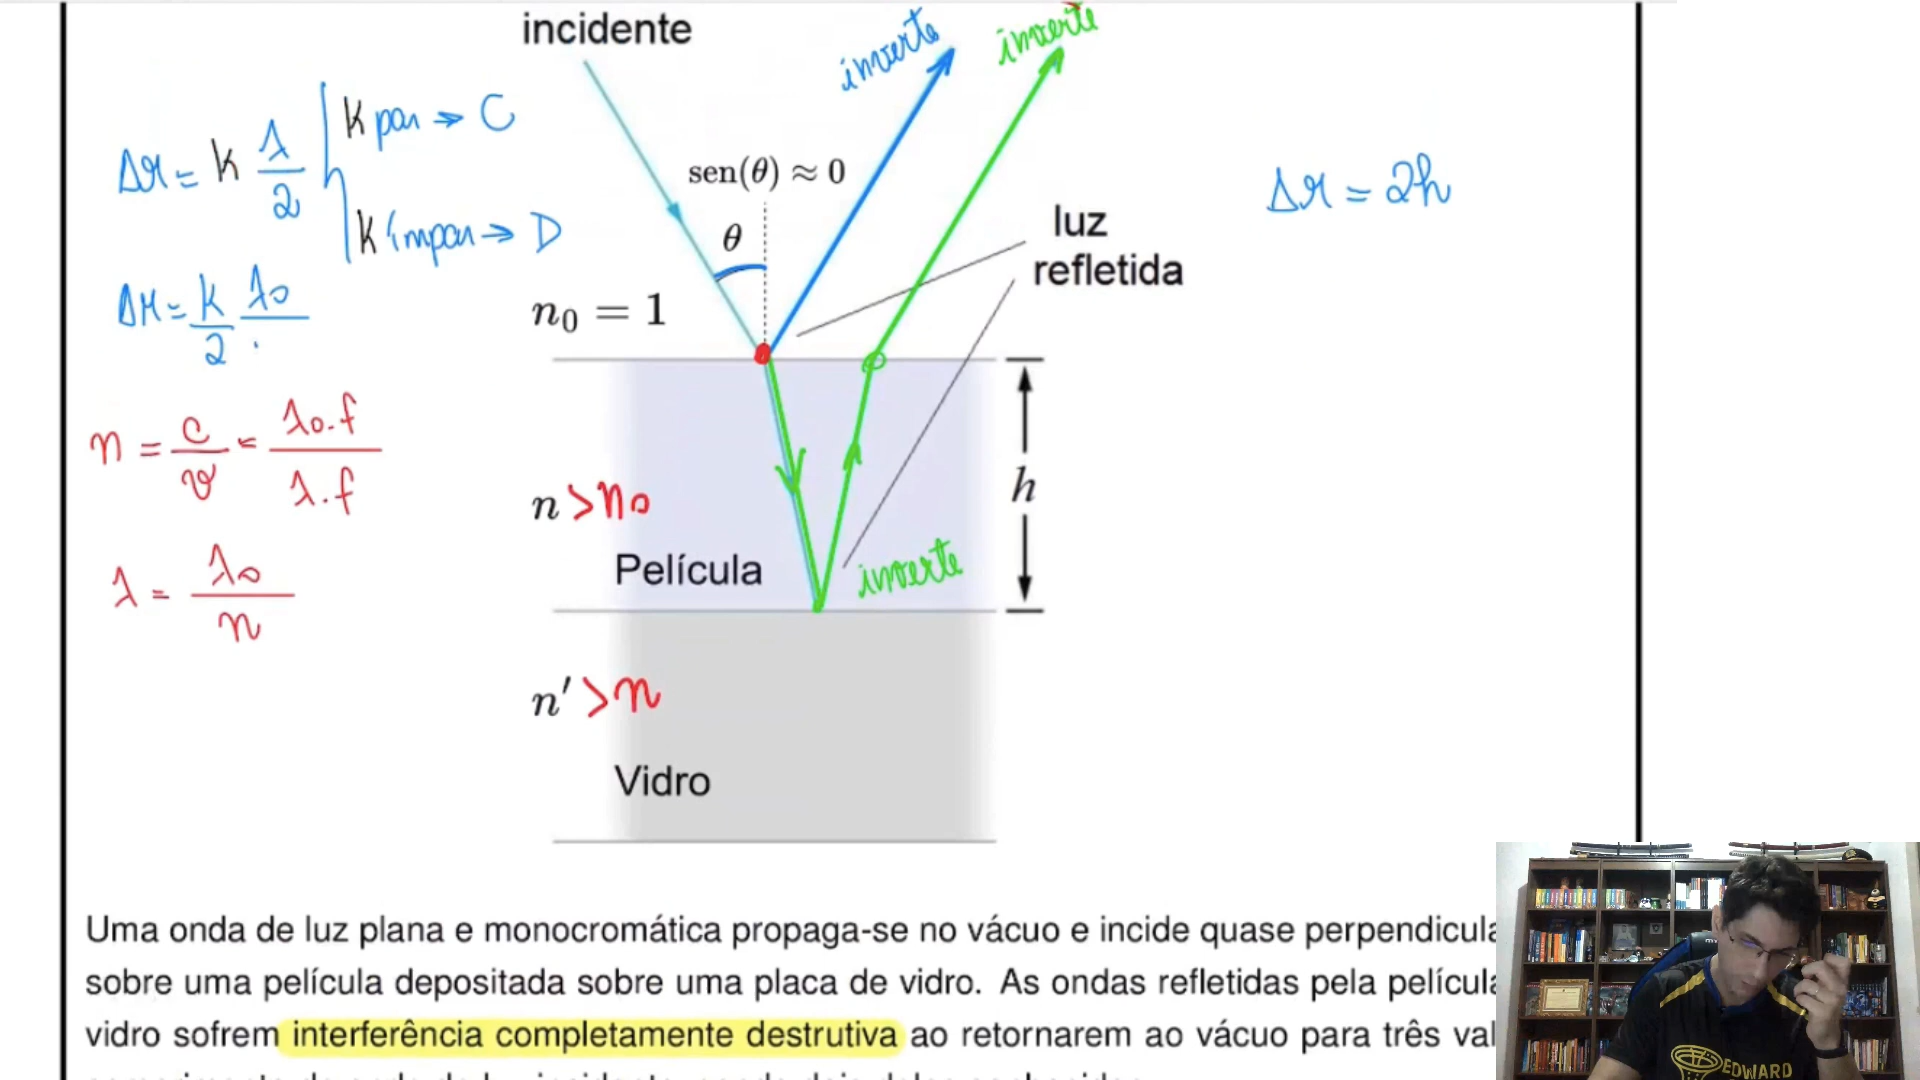 incidente
inverte
inverte
Δr = k λ/2
k par → C
k ímpar → D
sen(θ) ≈ 0
θ
Δr = 2h
luz
refletida
Δr = k/2 λ0
n0 = 1
n = c/v = λ0.f/λ.f
n > n0
h
λ = λ0/n
Película
inverte
n' > n
Vidro
Uma onda de luz plana e monocromática propaga-se no vácuo e incide quase
sobre uma película depositada sobre uma placa de vidro. As ondas refletidas pela
vidro sofrem interferência completamente destrutiva ao retornarem ao vácuo para três
EDWARD